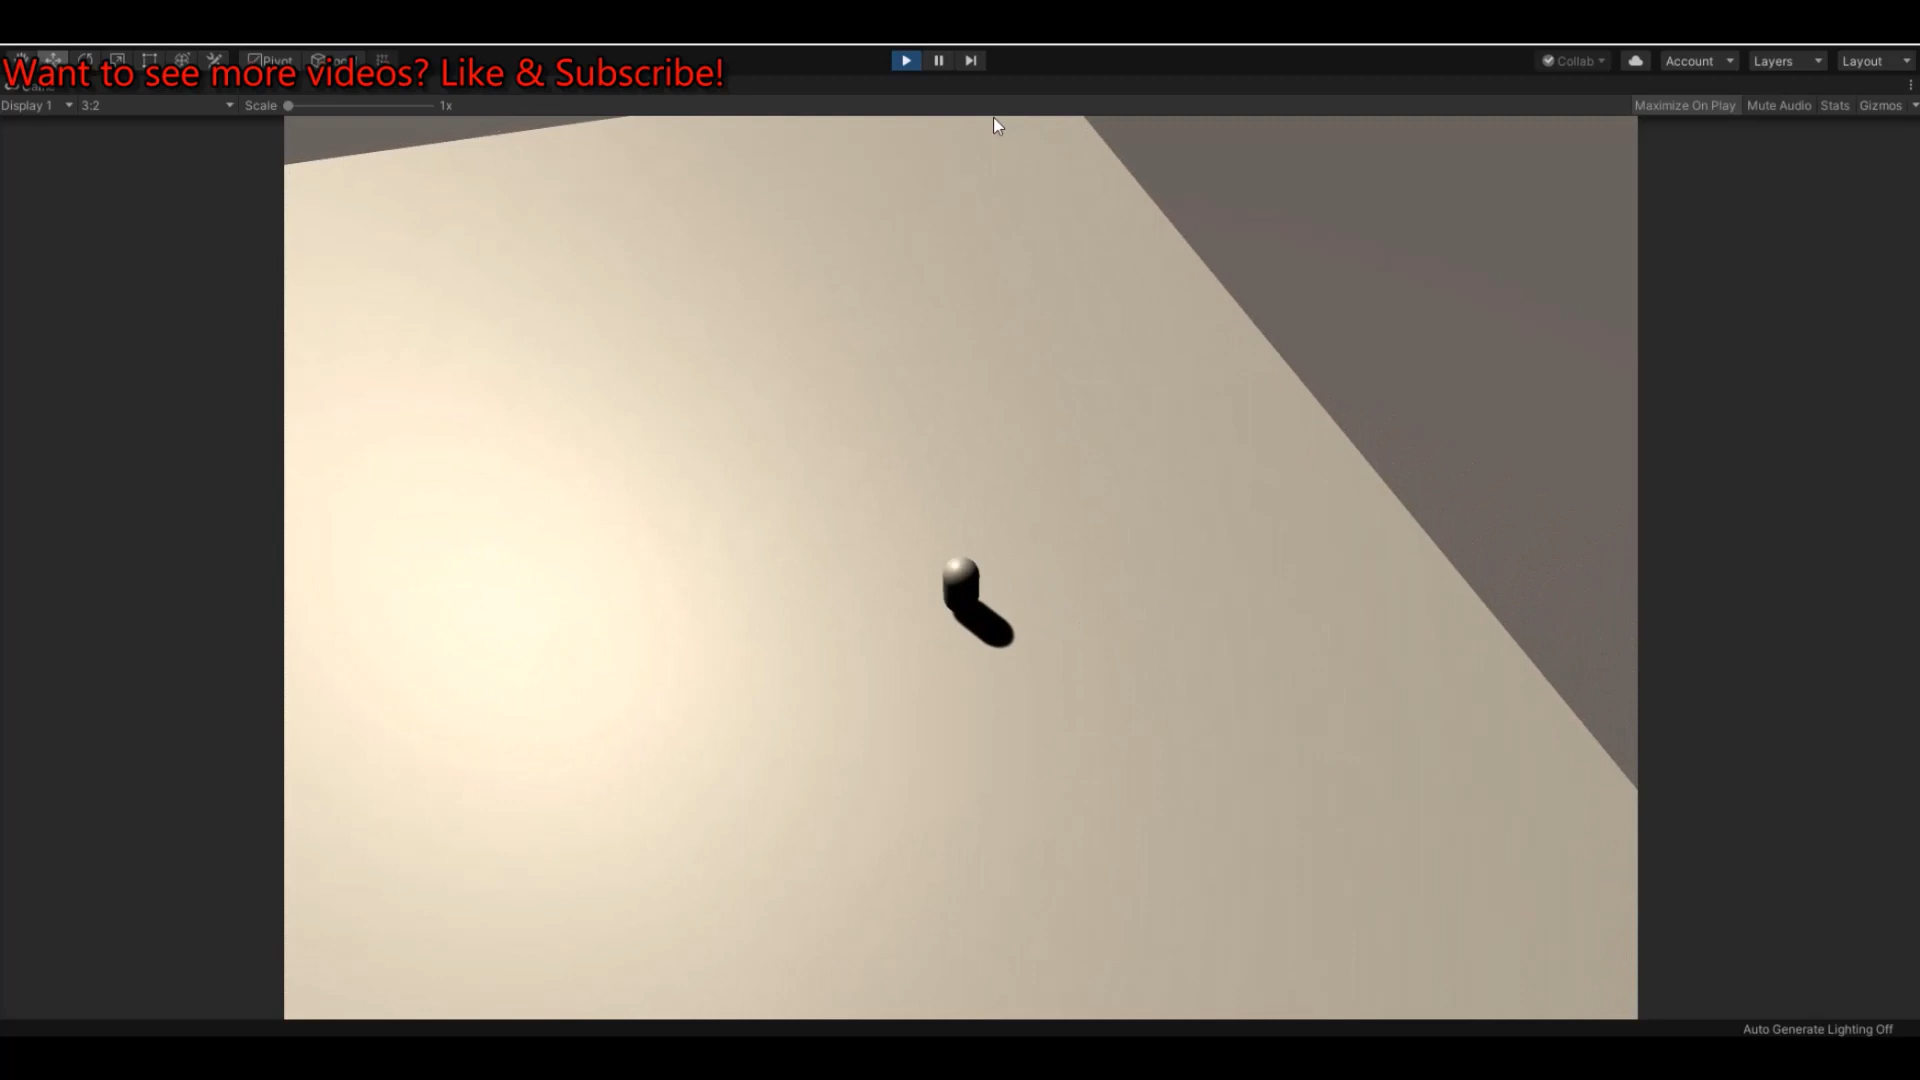 Pivot
Want to see more videos? Like & Subscribe!
Collab
Account
Layers
Layout
Display 1
3:2
Scale
1x
Maximize On Play
Mute Audio
Stats
Gizmos
Auto Generate Lighting Off